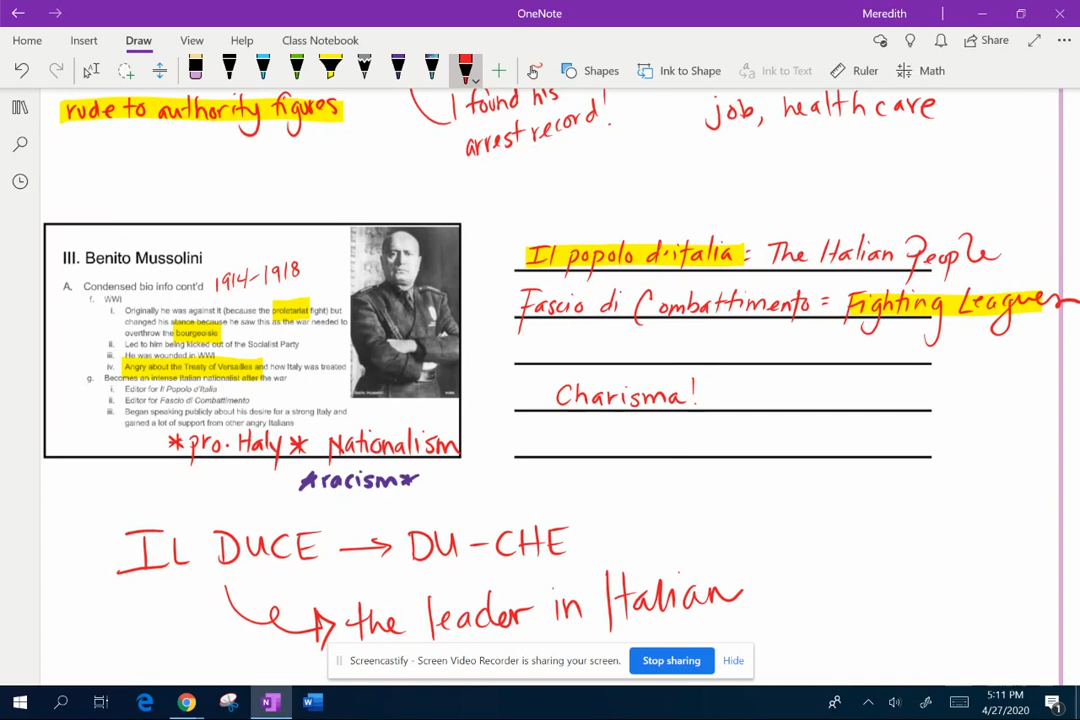 OneNote
Meredith
Home Insert Draw View Help Class Notebook Share
Shapes Ink to Shape Ink to Text Ruler Math
rude to authority figures
I found his
arrest record!
job, healthcare
III. Benito Mussolini
A. Condensed bio info cont'd 1914-1918
f. WWI
i. Originally he was against it (because the proletariat fight) but
changed his stance because he saw this as the war needed to
overthrow the bourgeoisie
ii. Led to him being kicked out of the Socialist Party
iii. He was wounded in WWI
iv. Angry about the Treaty of Versailles and how Italy was treated
g. Becomes an intense Italian nationalist after the war
i. Editor for Il Popolo d'Italia
ii. Editor for Fascio di Combattimento
iii. Began speaking publicly about his desire for a strong Italy and
gained a lot of support from other angry Italians
*pro. Italy* Nationalism
*racism*
Il popolo d'italia = The Italian People
Fascio di Combattimento = Fighting Leagues
Charisma!
IL DUCE → DU-CHE
the leader in Italian
Screencastify - Screen Video Recorder is sharing your screen. Stop sharing Hide
5:11 PM
4/27/2020